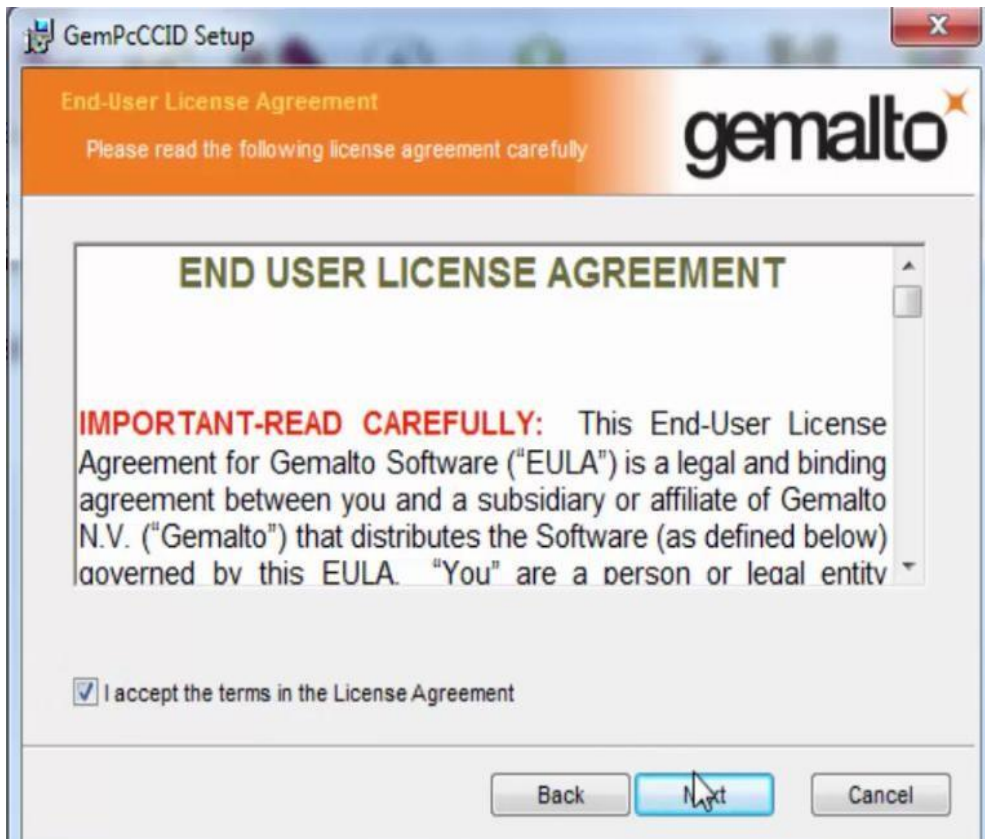 GemPcCCID Setup
End-User License Agreement
Please read the following license agreement carefully
gemalto
END USER LICENSE AGREEMENT
IMPORTANT-READ CAREFULLY: This End-User License
Agreement for Gemalto Software (“EULA”) is a legal and binding
agreement between you and a subsidiary or affiliate of Gemalto
N.V. (“Gemalto”) that distributes the Software (as defined below)
governed by this EULA. “You” are a person or legal entity
I accept the terms in the License Agreement
Back
Next
Cancel